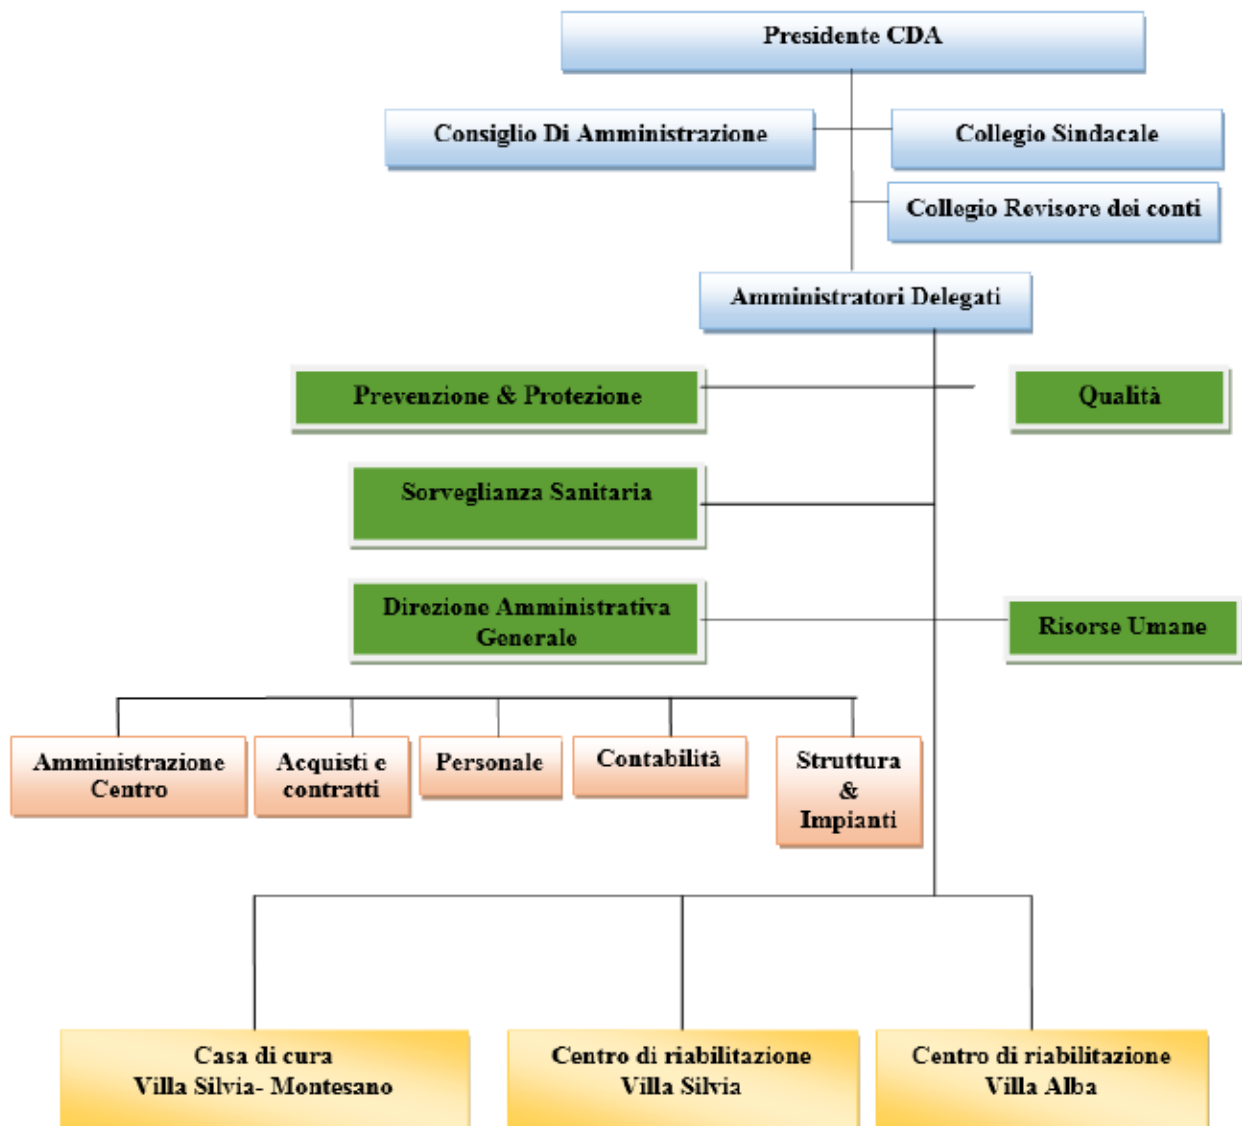 Presidente CDA
Consiglio Di Amministrazione
Collegio Sindacale
Collegio Revisore dei conti
Amministratori Delegati
Prevenzione & Protezione
Qualità
Sorveglianza Sanitaria
Direzione Amministrativa
Generale
Risorse Umane
Amministrazione
Centro
Acquisti e
contratti
Personale
Contabilità
Struttura
&
Impianti
Casa di cura
Villa Silvia- Montesano
Centro di riabilitazione
Villa Silvia
Centro di riabilitazione
Villa Alba